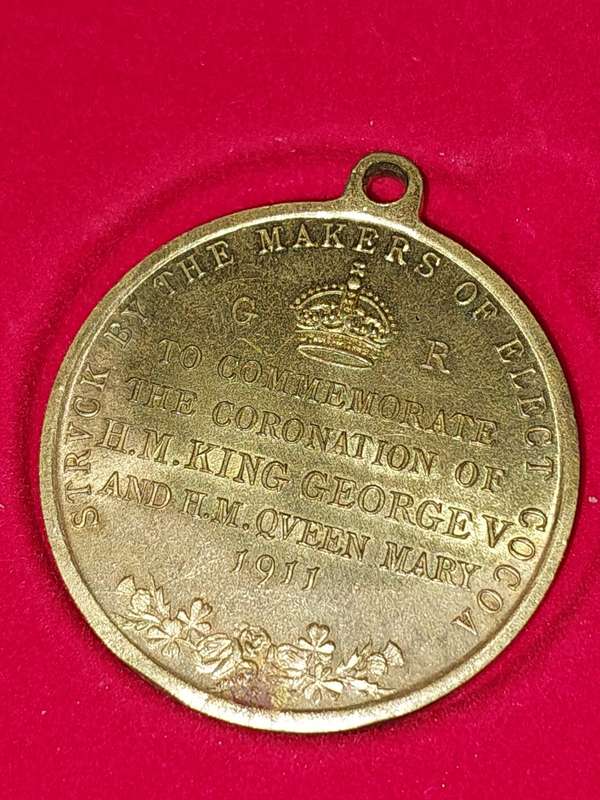 STRVCK BY THE MAKERS OF ELECT COCOA
G R
TO COMMEMORATE
THE CORONATION OF
H.M. KING GEORGE V
AND H.M. QVEEN MARY
1911